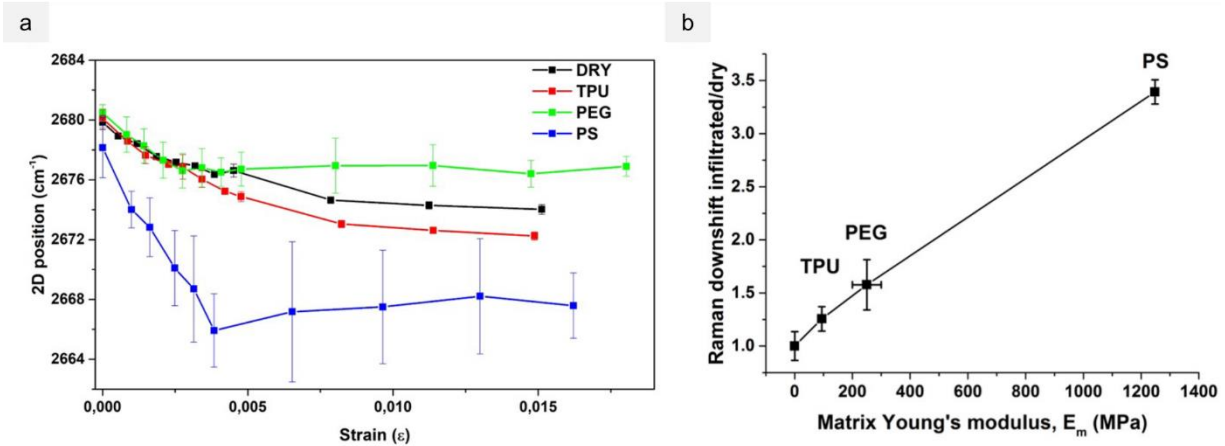 a
2684
2680
2676
2672
2668
2664
2D position (cm-1)
0,000
0,005
0,010
0,015
Strain (ε)
DRY
TPU
PEG
PS
b
3.5
3.0
2.5
2.0
1.5
1.0
Raman downshift infiltrated/dry
TPU
PEG
PS
0
200
400
600
800
1000
1200
1400
Matrix Young's modulus, Em (MPa)